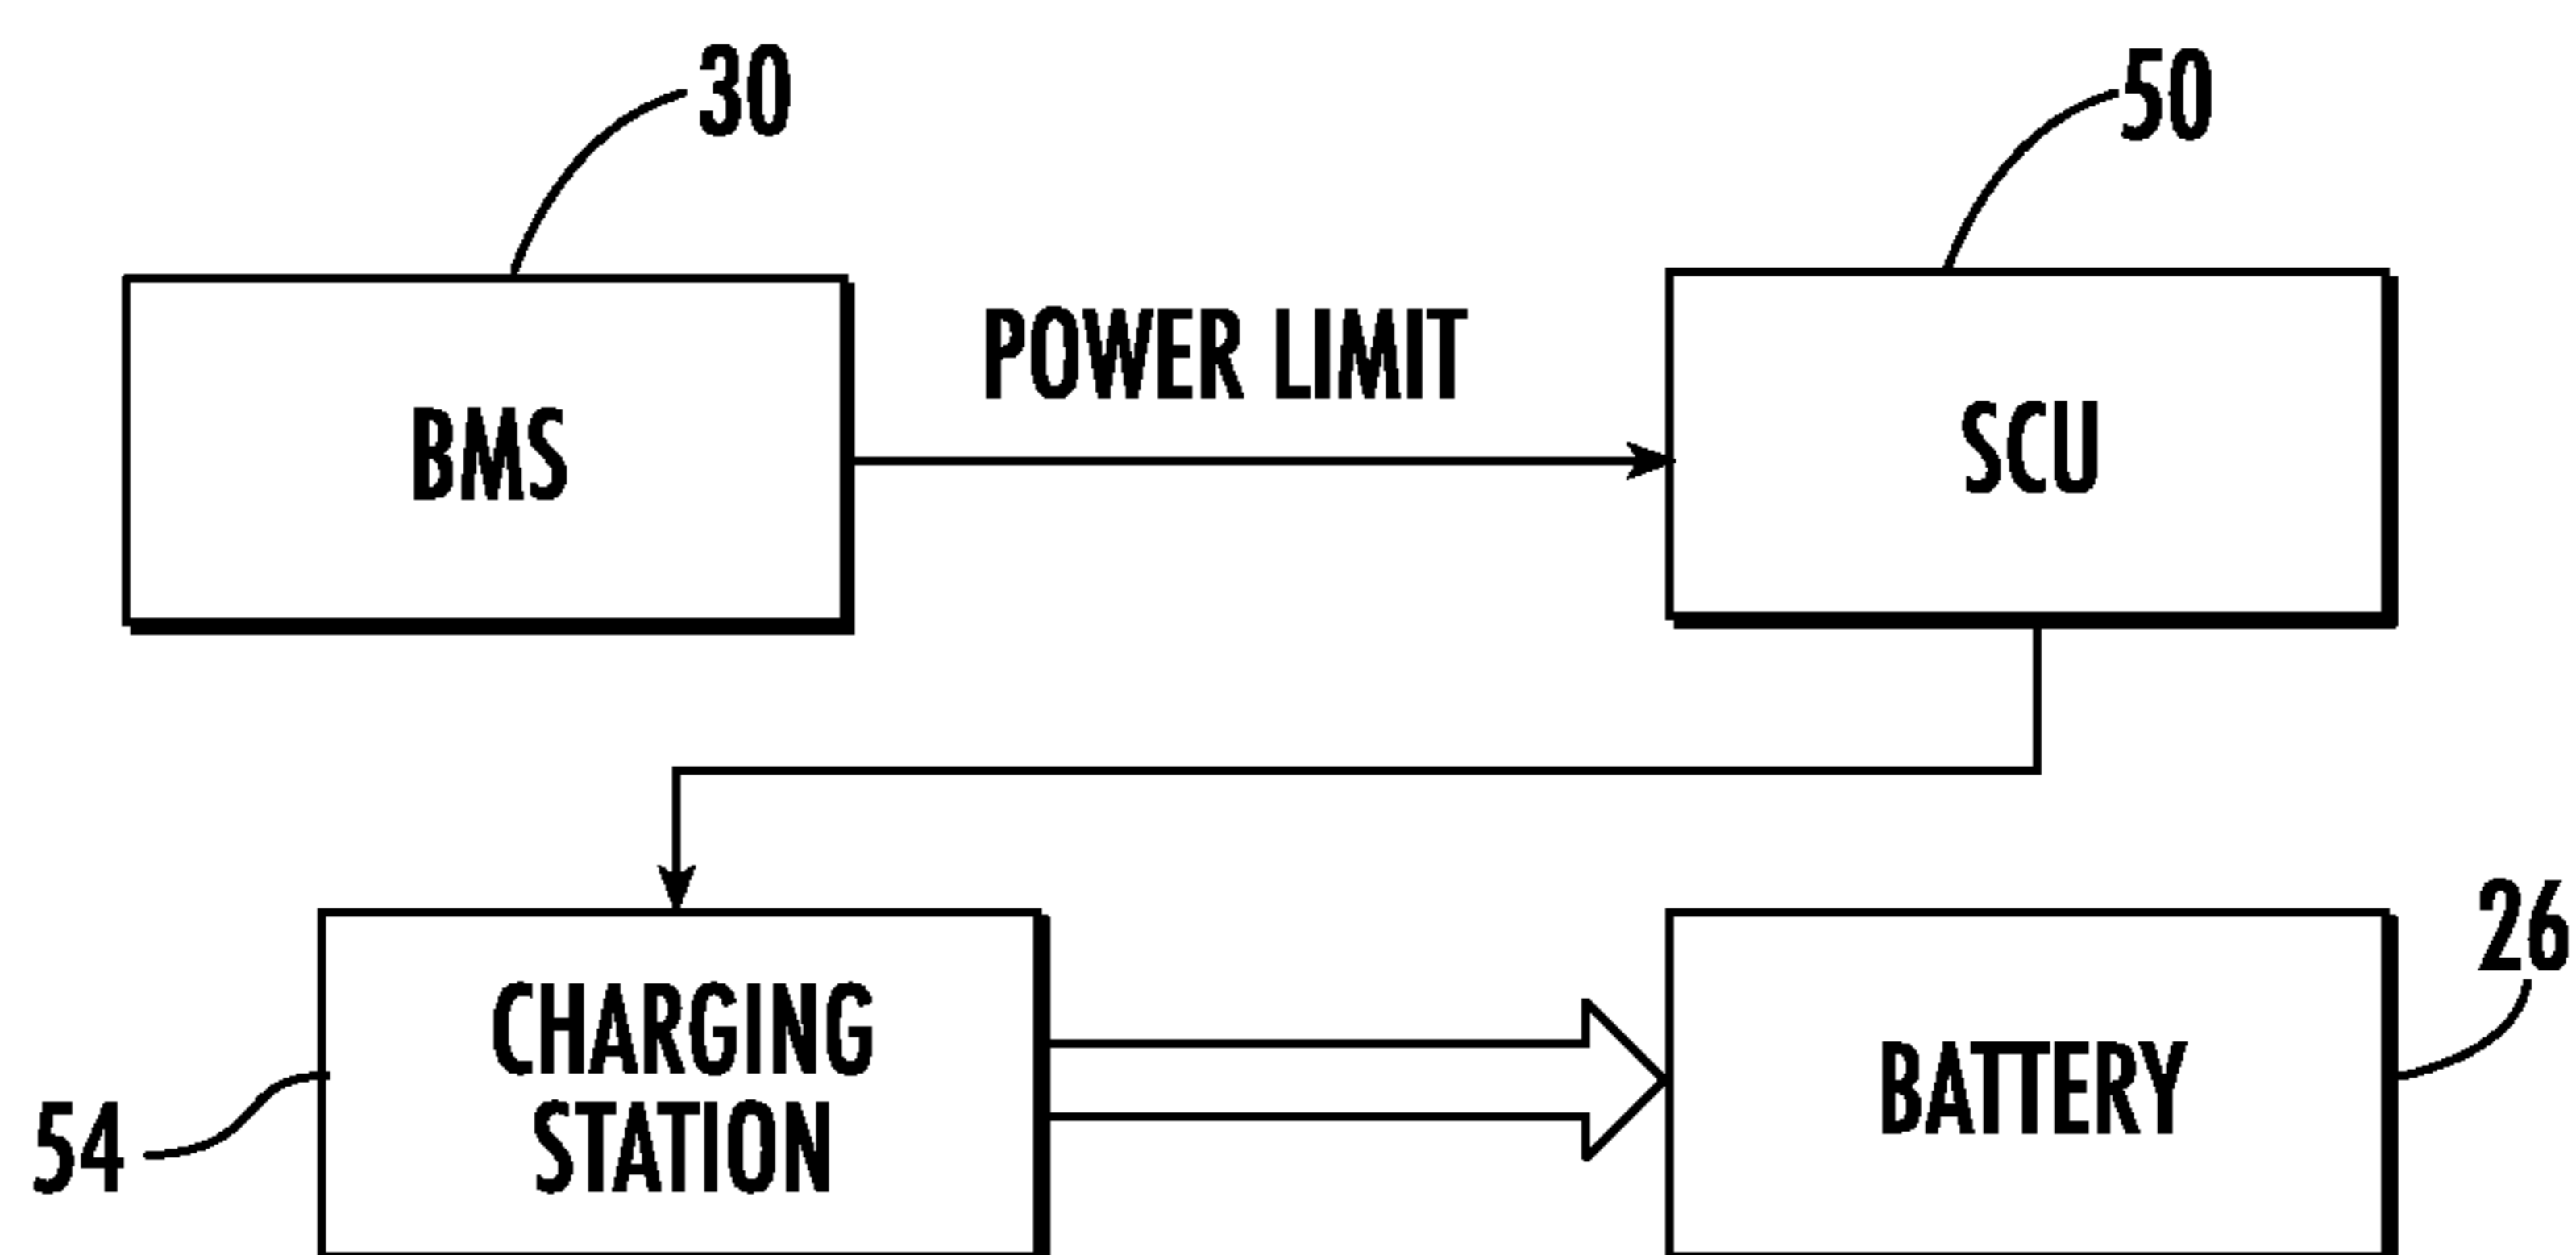 30
50
POWER LIMIT
BMS
SCU
26
CHARGING
STATION
BATTERY
54